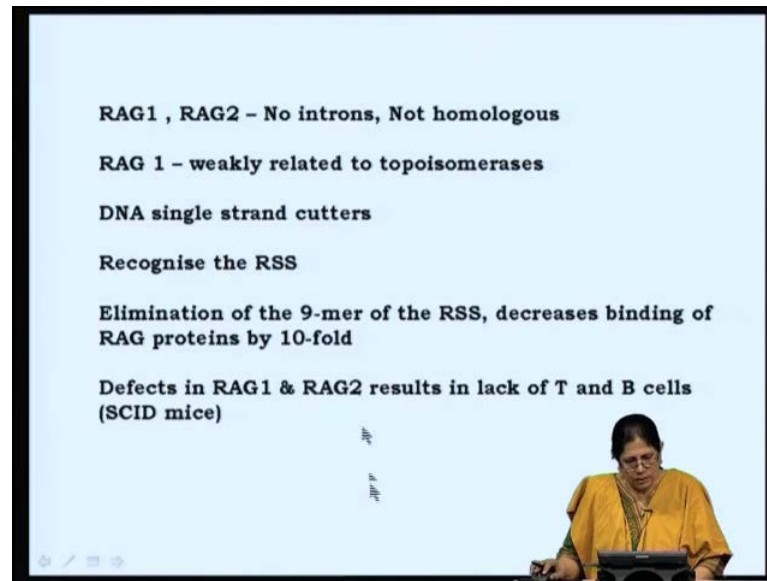 RAG1 , RAG2 – No introns, Not homologous
RAG 1 – weakly related to topoisomerases
DNA single strand cutters
Recognise the RSS
Elimination of the 9-mer of the RSS, decreases binding of
RAG proteins by 10-fold
Defects in RAG1 & RAG2 results in lack of T and B cells
(SCID mice)